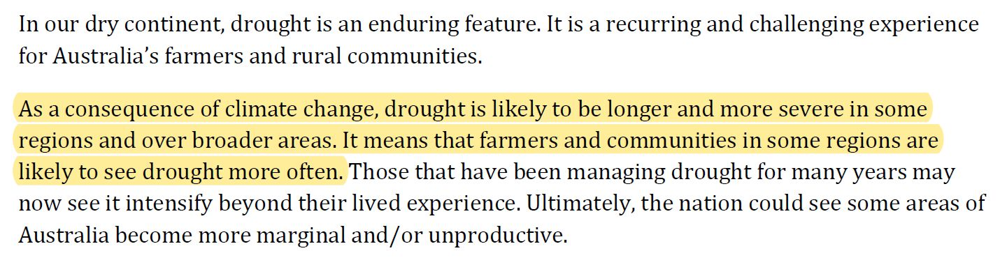 In our dry continent, drought is an enduring feature. It is a recurring and challenging experience
for Australia’s farmers and rural communities.
As a consequence of climate change, drought is likely to be longer and more severe in some
regions and over broader areas. It means that farmers and communities in some regions are
likely to see drought more often. Those that have been managing drought for many years may
now see it intensify beyond their lived experience. Ultimately, the nation could see some areas of
Australia become more marginal and/or unproductive.